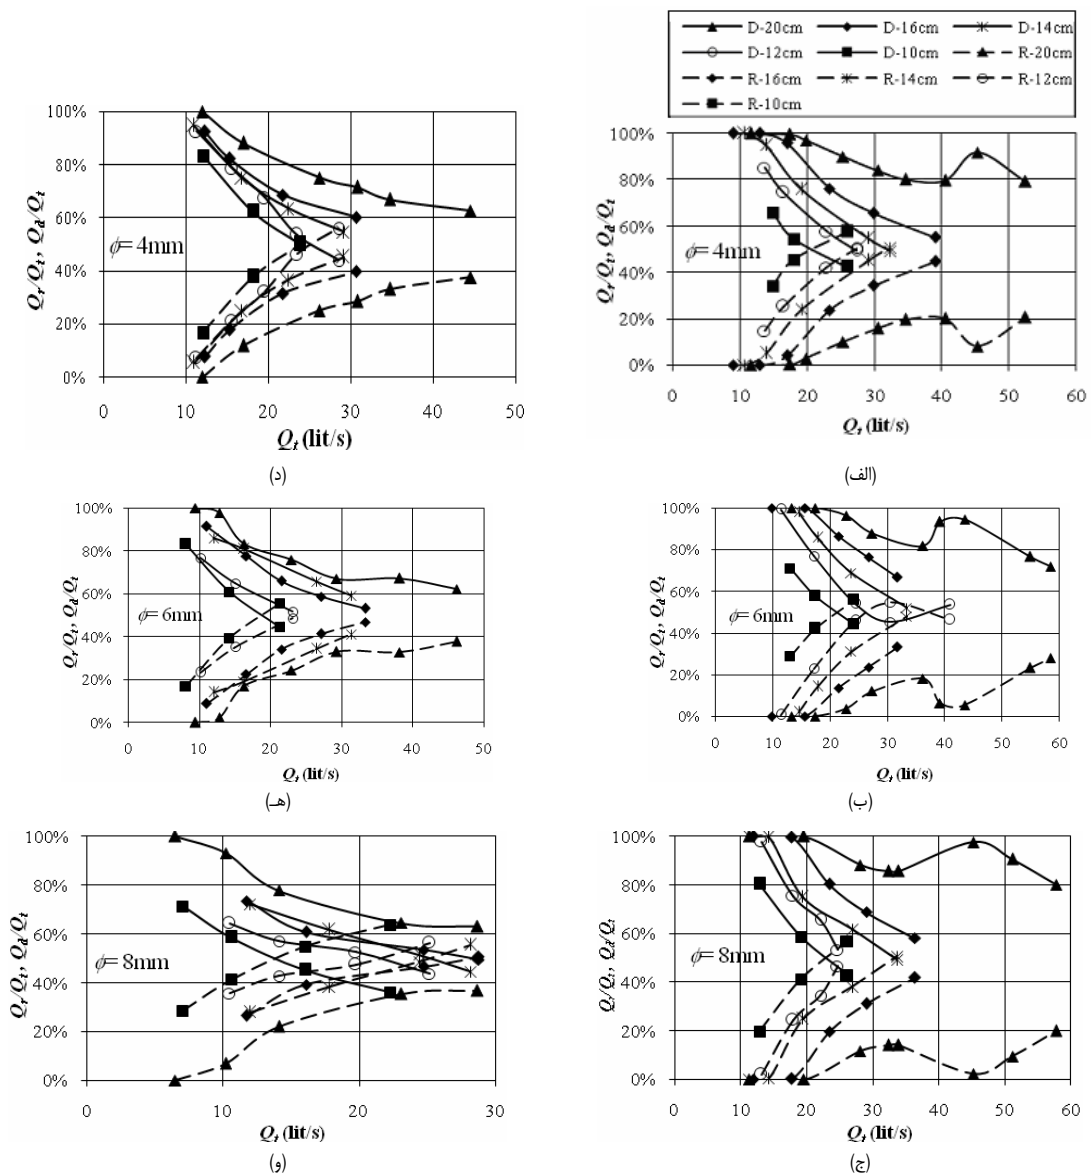 D-20cm D-16cm D-14cm
D-12cm D-10cm R-20cm
R-16cm R-14cm R-12cm
R-10cm
100%
80%
60%
40%
20%
0%
Qr/Qt, Qd/Qt
ϕ= 4mm
0 10 20 30 40 50
Qt (lit/s)
(د)
100%
80%
60%
40%
20%
0%
Qr/Qt, Qd/Qt
ϕ= 4mm
0 10 20 30 40 50 60
Qt (lit/s)
(الف)
100%
80%
60%
40%
20%
0%
Qr/Qt, Qd/Qt
ϕ= 6mm
0 10 20 30 40 50
Qt (lit/s)
(هـ)
100%
80%
60%
40%
20%
0%
Qr/Qt, Qd/Qt
ϕ= 6mm
0 10 20 30 40 50 60
Qt (lit/s)
(ب)
100%
80%
60%
40%
20%
0%
Qr/Qt, Qd/Qt
ϕ= 8mm
0 10 20 30
Qt (lit/s)
(و)
100%
80%
60%
40%
20%
0%
Qr/Qt, Qd/Qt
ϕ= 8mm
0 10 20 30 40 50 60
Qt (lit/s)
(ج)